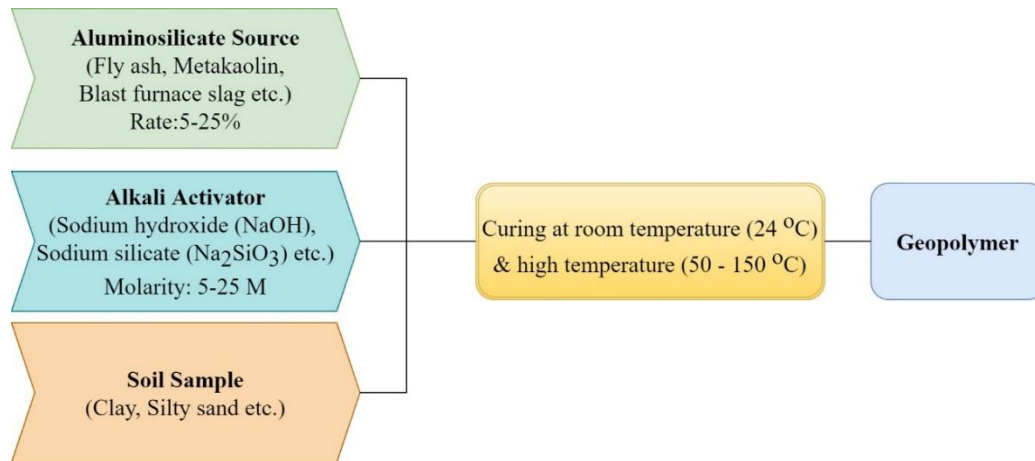 Aluminosilicate Source
(Fly ash, Metakaolin,
Blast furnace slag etc.)
Rate:5-25%
Alkali Activator
(Sodium hydroxide (NaOH),
Sodium silicate (Na₂SiO₃) etc.)
Molarity: 5-25 M
Soil Sample
(Clay, Silty sand etc.)
Curing at room temperature (24 ᴼC)
& high temperature (50 - 150 ᴼC)
Geopolymer